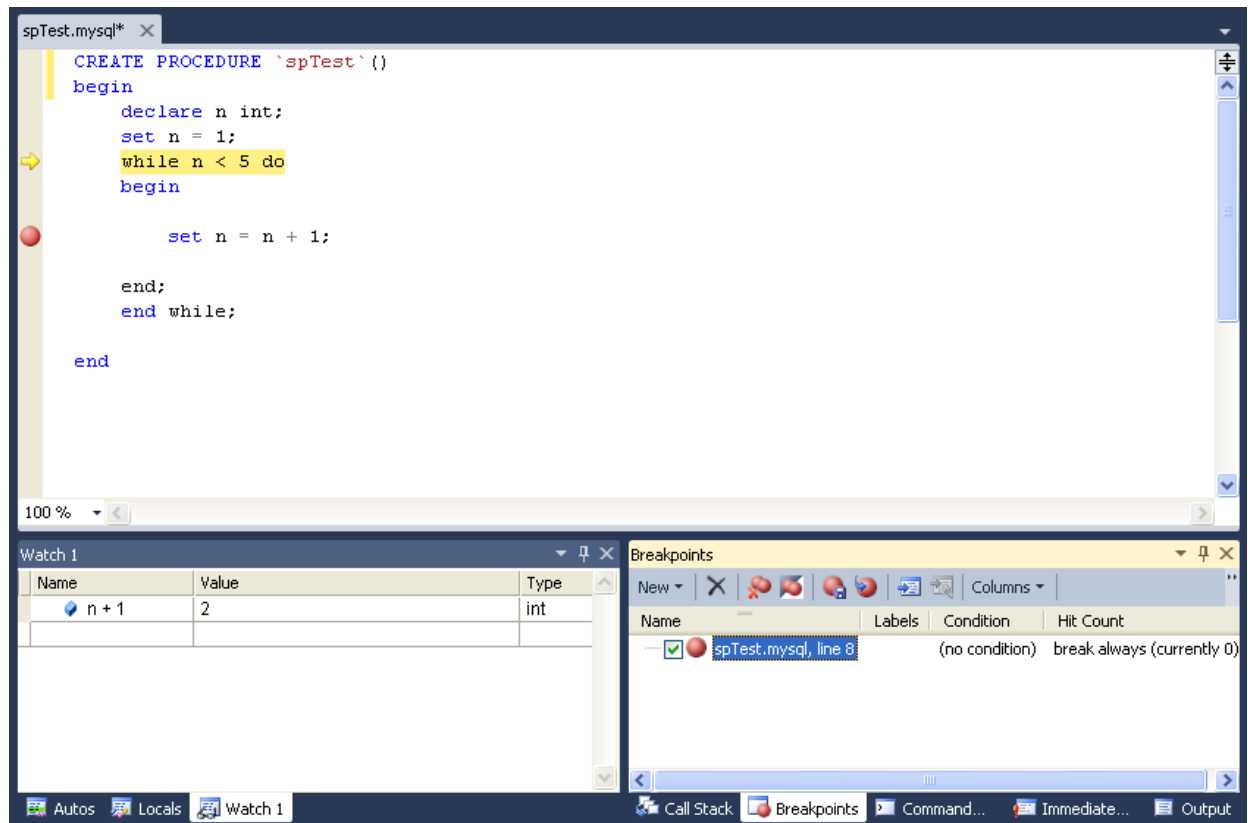 spTest.mysql*
CREATE PROCEDURE `spTest`()
begin
declare n int;
set n = 1;
while n < 5 do
begin
set n = n + 1;
end;
end while;
end
100 %
Watch 1
Name Value Type
n + 1 2 int
Autos Locals Watch 1
Breakpoints
New Columns
Name Labels Condition Hit Count
spTest.mysql, line 8 (no condition) break always (currently 0)
Call Stack Breakpoints Command... Immediate... Output